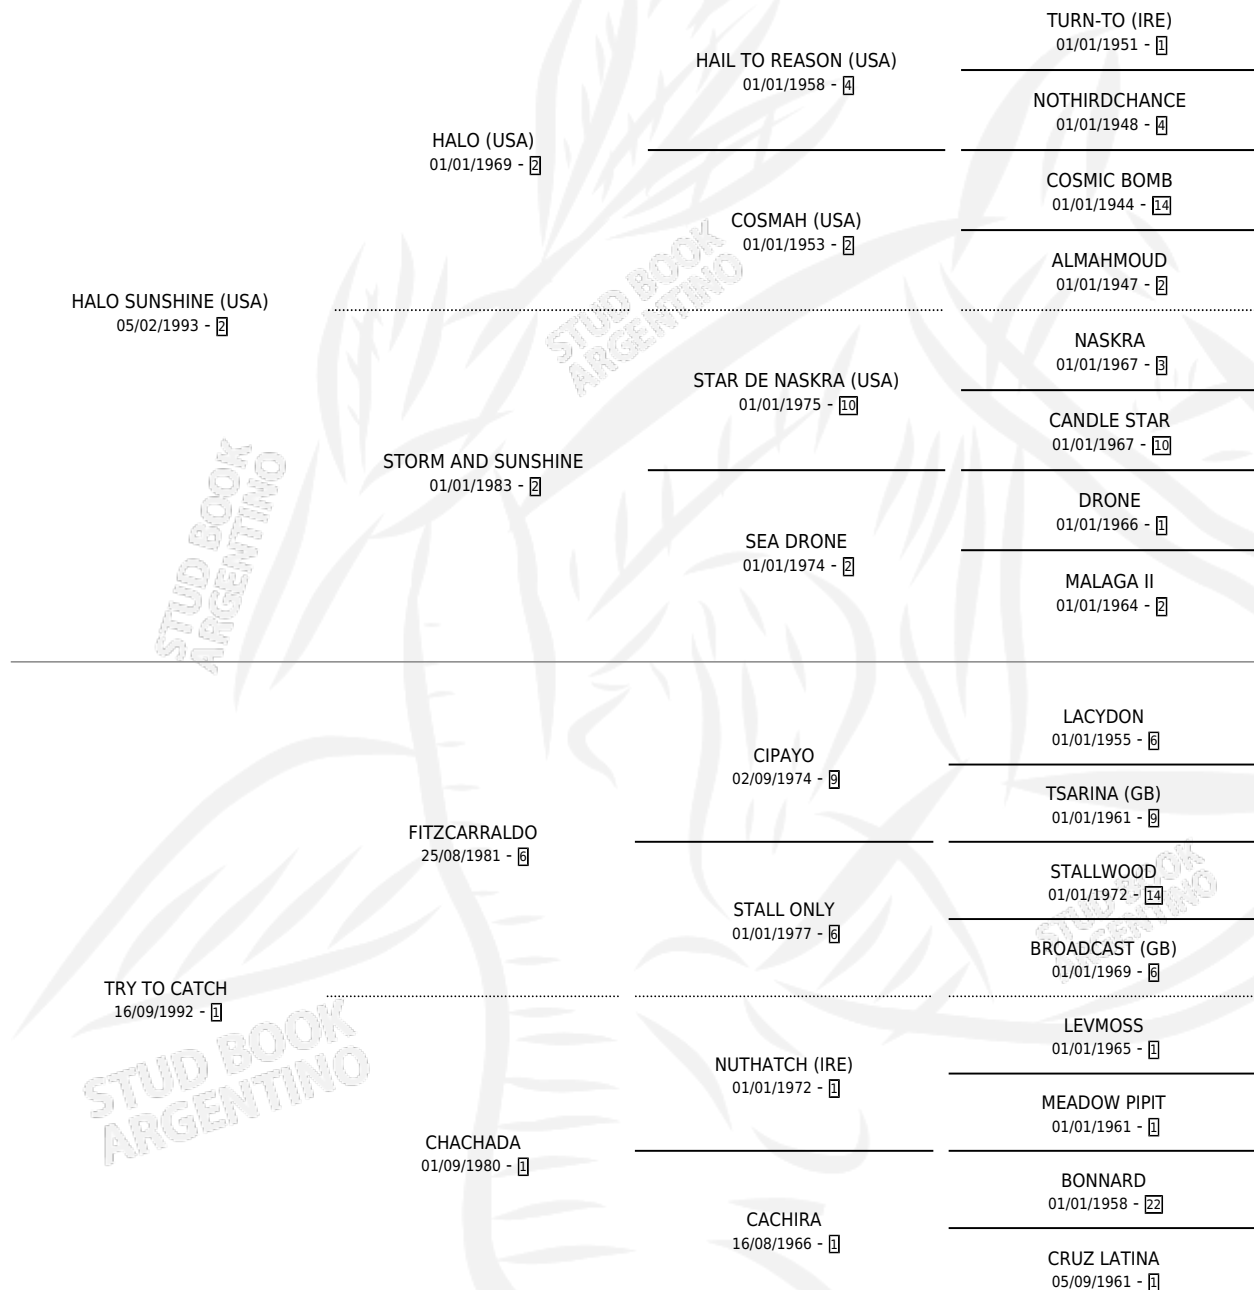 TURN-TO (IRE)
01/01/1951 - 1
HAIL TO REASON (USA)
01/01/1958 - 4
NOTHIRDCHANCE
01/01/1948 - 4
HALO (USA)
01/01/1969 - 2
COSMIC BOMB
01/01/1944 - 14
COSMAH (USA)
01/01/1953 - 2
ALMAHMOUD
01/01/1947 - 2
HALO SUNSHINE (USA)
05/02/1993 - 2
STUD BOOK
ARGENTINO
NASKRA
01/01/1967 - 3
STAR DE NASKRA (USA)
01/01/1975 - 10
CANDLE STAR
01/01/1967 - 10
STORM AND SUNSHINE
01/01/1983 - 2
DRONE
01/01/1966 - 1
SEA DRONE
01/01/1974 - 2
MALAGA II
01/01/1964 - 2
STUD BOOK
ARGENTINO
LACYDON
01/01/1955 - 6
CIPAYO
02/09/1974 - 9
TSARINA (GB)
01/01/1961 - 9
FITZCARRALDO
25/08/1981 - 6
STALLWOOD
01/01/1972 - 14
STALL ONLY
01/01/1977 - 6
STUD BOOK
ARGENTINO
BROADCAST (GB)
01/01/1969 - 6
TRY TO CATCH
16/09/1992 - 1
LEVMOSS
01/01/1965 - 1
STUD BOOK
ARGENTINO
NUTHATCH (IRE)
01/01/1972 - 1
MEADOW PIPIT
01/01/1961 - 1
CHACHADA
01/09/1980 - 1
BONNARD
01/01/1958 - 22
CACHIRA
16/08/1966 - 1
CRUZ LATINA
05/09/1961 - 1